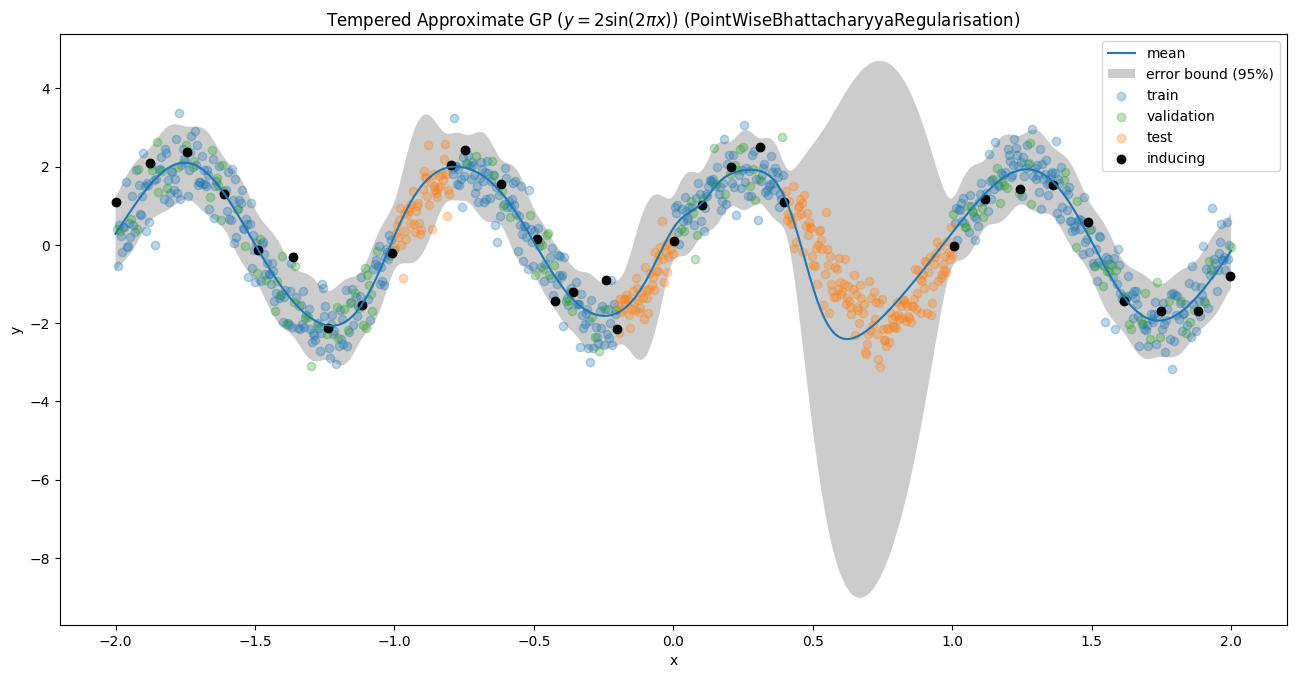 Tempered Approximate GP (y = 2sin(2πx)) (PointWiseBhattacharyyaRegularisation)
mean
error bound (95%)
train
validation
test
inducing
4
2
0
−2
−4
−6
−8
y
−2.0 −1.5 −1.0 −0.5 0.0 0.5 1.0 1.5 2.0
x